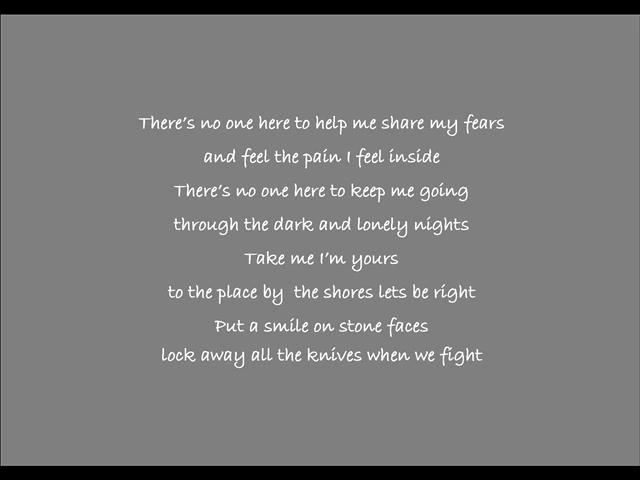 There's no one here to help me share my fears
and feel the pain I feel inside
There's no one here to keep me going
through the dark and lonely nights
Take me I'm yours
to the place by  the shores lets be right
Put a smile on stone faces
lock away all the knives when we fight